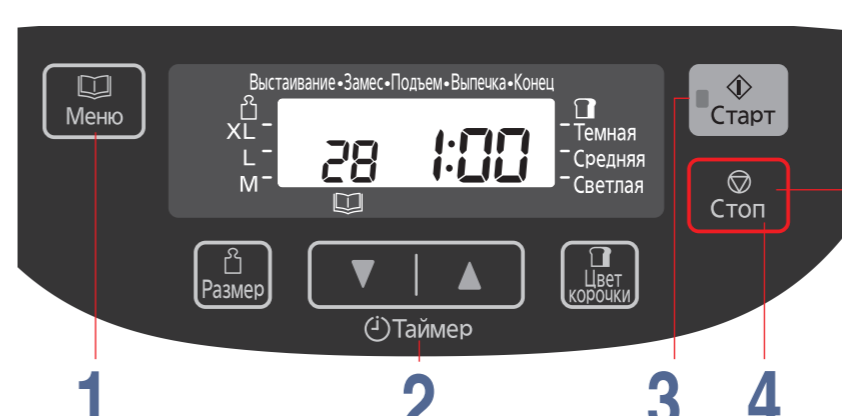 Выстаивание•Замес•Подъем•Выпечка•Конец
Меню
XL
L
M
28 1:00
Темная
Средняя
Светлая
Старт
Стоп
Размер
Цвет
корочки
Таймер
1 2 3 4